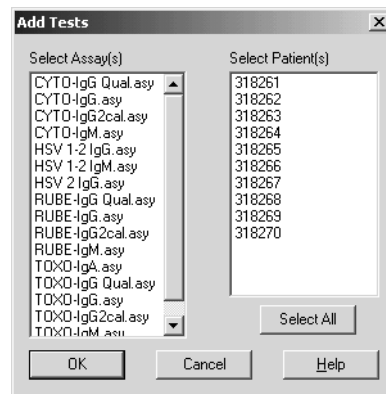 Add Tests
Select Assay(s)
CYTO-IgG Qual.asy
CYTO-IgG.asy
CYTO-IgG2cal.asy
CYTO-IgM.asy
HSV 1-2 IgG.asy
HSV 1-2 IgM.asy
HSV 2 IgG.asy
RUBE-IgG Qual.asy
RUBE-IgG.asy
RUBE-IgG2cal.asy
RUBE-IgM.asy
TOXO-IgA.asy
TOXO-IgG Qual.asy
TOXO-IgG.asy
TOXO-IgG2cal.asy
TOXO-IgM.asy
Select Patient(s)
318261
318262
318263
318264
318265
318266
318267
318268
318269
318270
Select All
OK
Cancel
Help